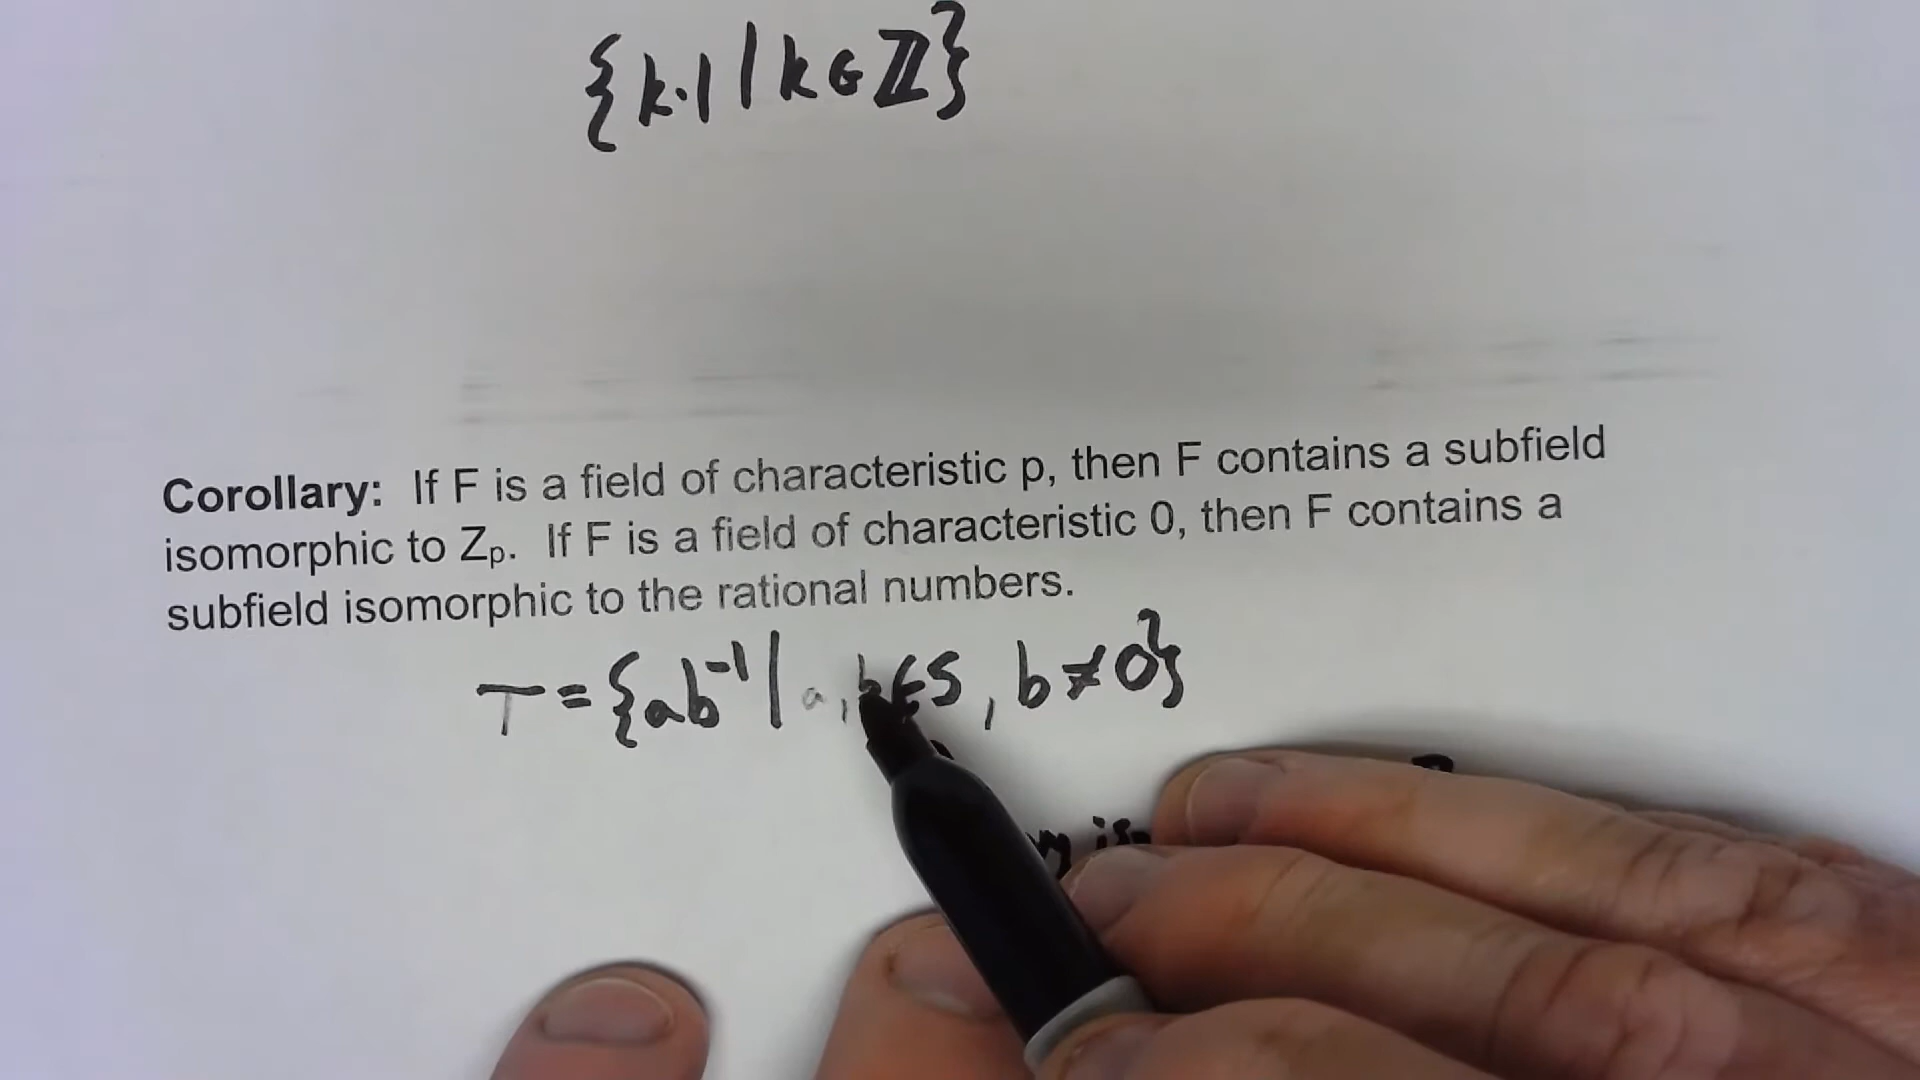 {k·1 | k ∈ ℤ}
Corollary: If F is a field of characteristic p, then F contains a subfield
isomorphic to Zₚ. If F is a field of characteristic 0, then F contains a
subfield isomorphic to the rational numbers.
T = {ab⁻¹ | a, b ∈ S, b ≠ 0}